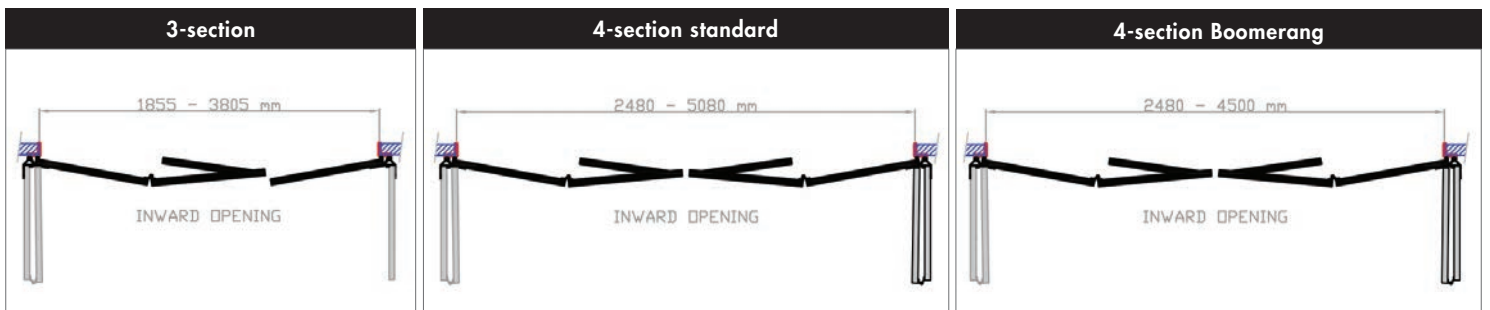 3-section
4-section standard
4-section Boomerang
1855 - 3805 mm
2480 - 5080 mm
2480 - 4500 mm
INWARD OPENING
INWARD OPENING
INWARD OPENING